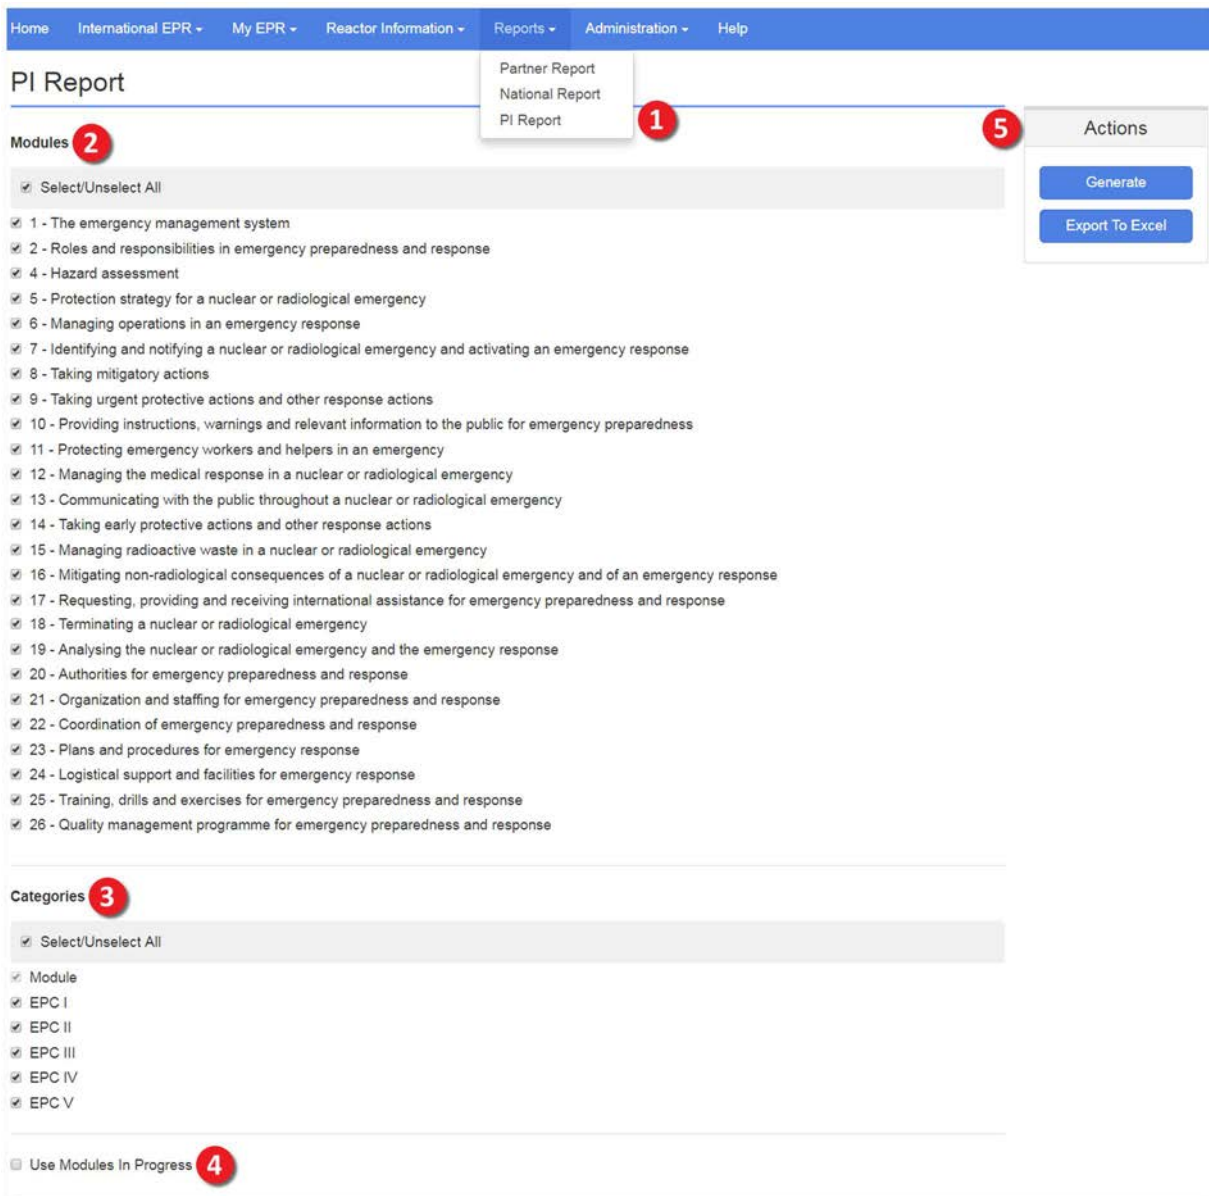 Home International EPR My EPR Reactor Information Reports Administration Help
Partner Report
National Report
PI Report
1
PI Report
Modules 2
Select/Unselect All
1 - The emergency management system
2 - Roles and responsibilities in emergency preparedness and response
4 - Hazard assessment
5 - Protection strategy for a nuclear or radiological emergency
6 - Managing operations in an emergency response
7 - Identifying and notifying a nuclear or radiological emergency and activating an emergency response
8 - Taking mitigatory actions
9 - Taking urgent protective actions and other response actions
10 - Providing instructions, warnings and relevant information to the public for emergency preparedness
11 - Protecting emergency workers and helpers in an emergency
12 - Managing the medical response in a nuclear or radiological emergency
13 - Communicating with the public throughout a nuclear or radiological emergency
14 - Taking early protective actions and other response actions
15 - Managing radioactive waste in a nuclear or radiological emergency
16 - Mitigating non-radiological consequences of a nuclear or radiological emergency and of an emergency response
17 - Requesting, providing and receiving international assistance for emergency preparedness and response
18 - Terminating a nuclear or radiological emergency
19 - Analysing the nuclear or radiological emergency and the emergency response
20 - Authorities for emergency preparedness and response
21 - Organization and staffing for emergency preparedness and response
22 - Coordination of emergency preparedness and response
23 - Plans and procedures for emergency response
24 - Logistical support and facilities for emergency response
25 - Training, drills and exercises for emergency preparedness and response
26 - Quality management programme for emergency preparedness and response
Categories 3
Select/Unselect All
Module
EPC I
EPC II
EPC III
EPC IV
EPC V
Use Modules In Progress 4
5 Actions
Generate
Export To Excel